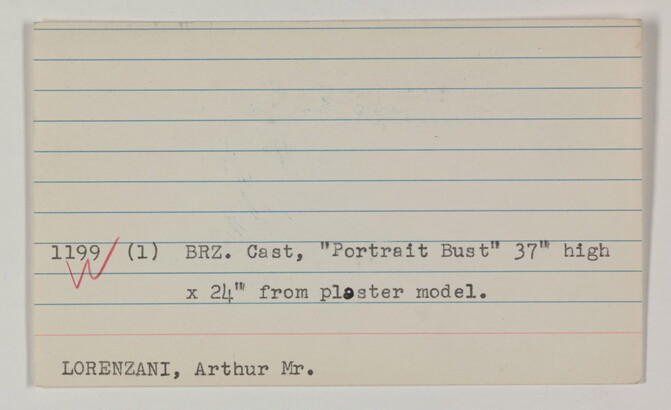 1199 (1) BRZ. Cast, "Portrait Bust" 37" high
x 24" from plaster model.
LORENZANI, Arthur Mr.